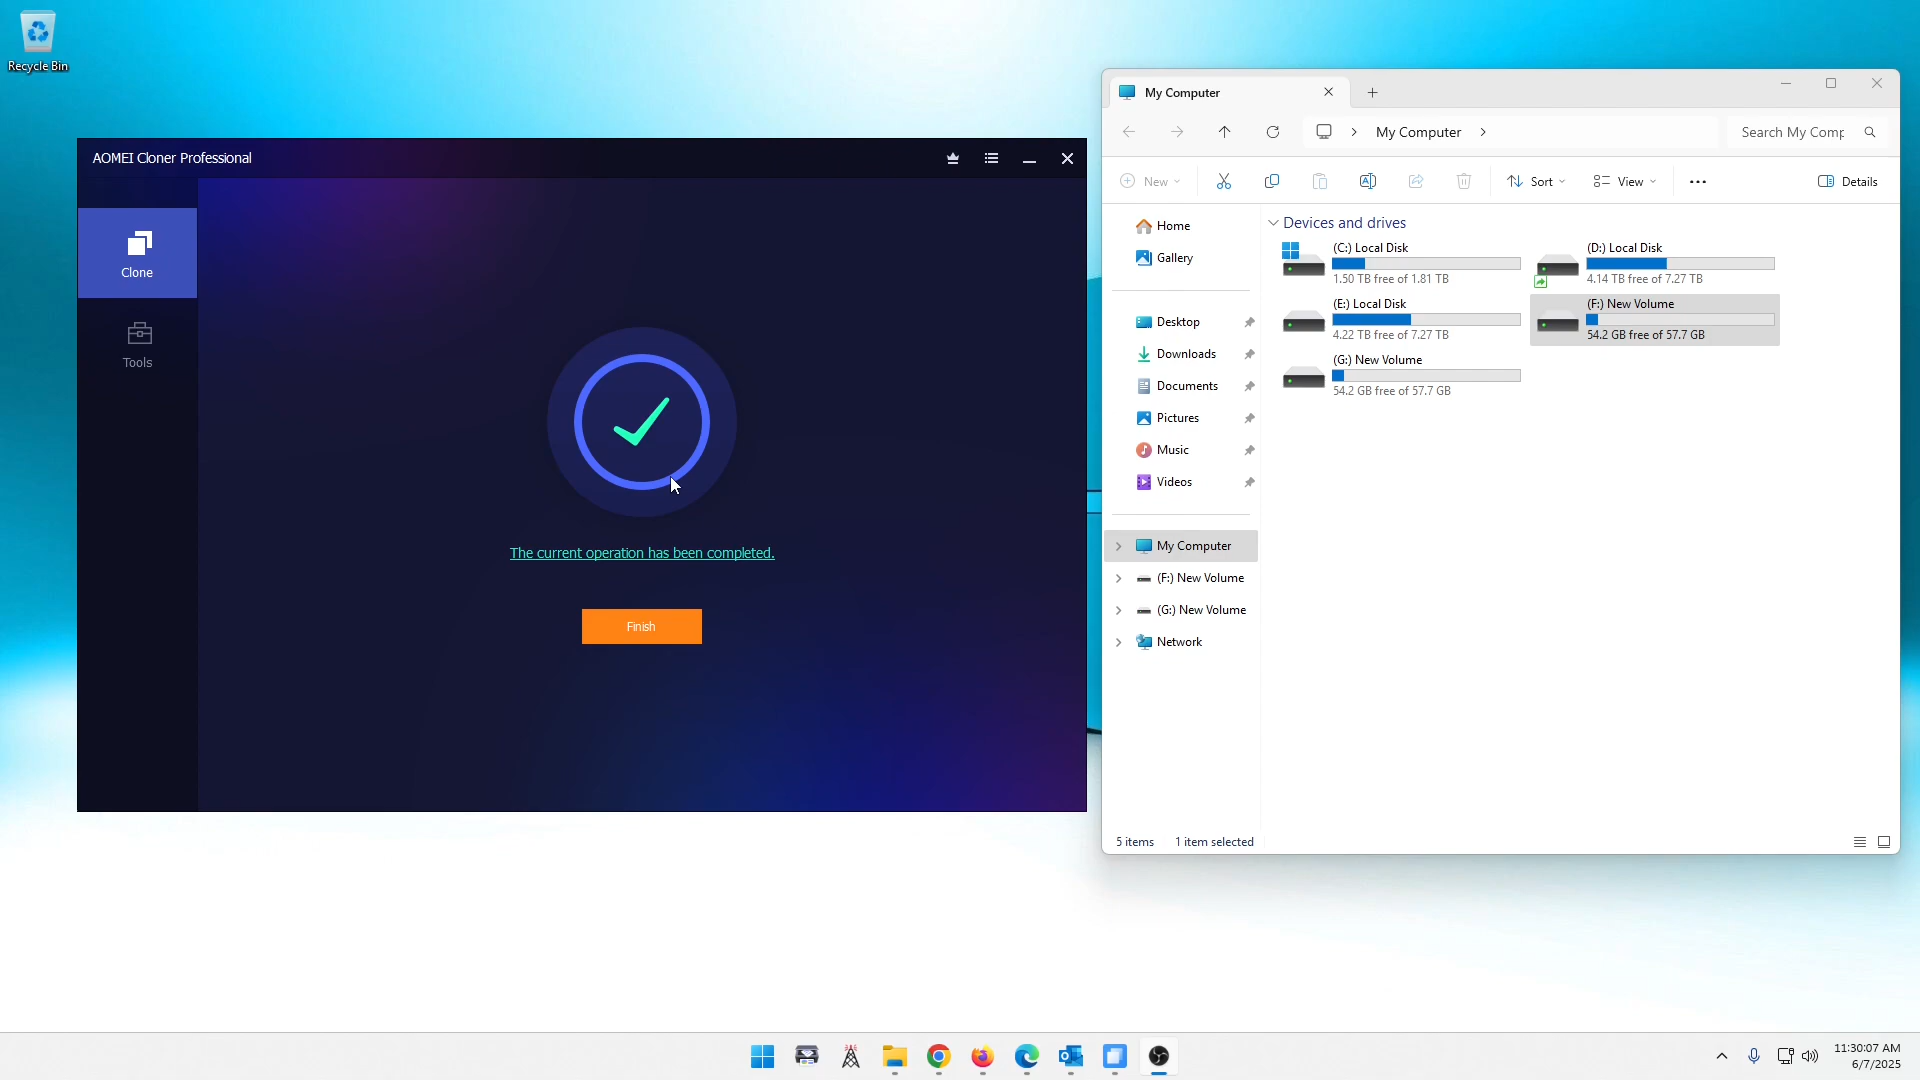 Recycle Bin
AOMEI Cloner Professional
Clone
Tools
The current operation has been completed.
Finish
My Computer
My Computer
Search My Comp
New
Sort
View
Details
Home
Gallery
Desktop
Downloads
Documents
Pictures
Music
Videos
My Computer
(F:) New Volume
(G:) New Volume
Network
Devices and drives
(C:) Local Disk
1.50 TB free of 1.81 TB
(D:) Local Disk
4.14 TB free of 7.27 TB
(E:) Local Disk
4.22 TB free of 7.27 TB
(F:) New Volume
54.2 GB free of 57.7 GB
(G:) New Volume
54.2 GB free of 57.7 GB
5 items
1 item selected
11:30:07 AM
6/7/2025